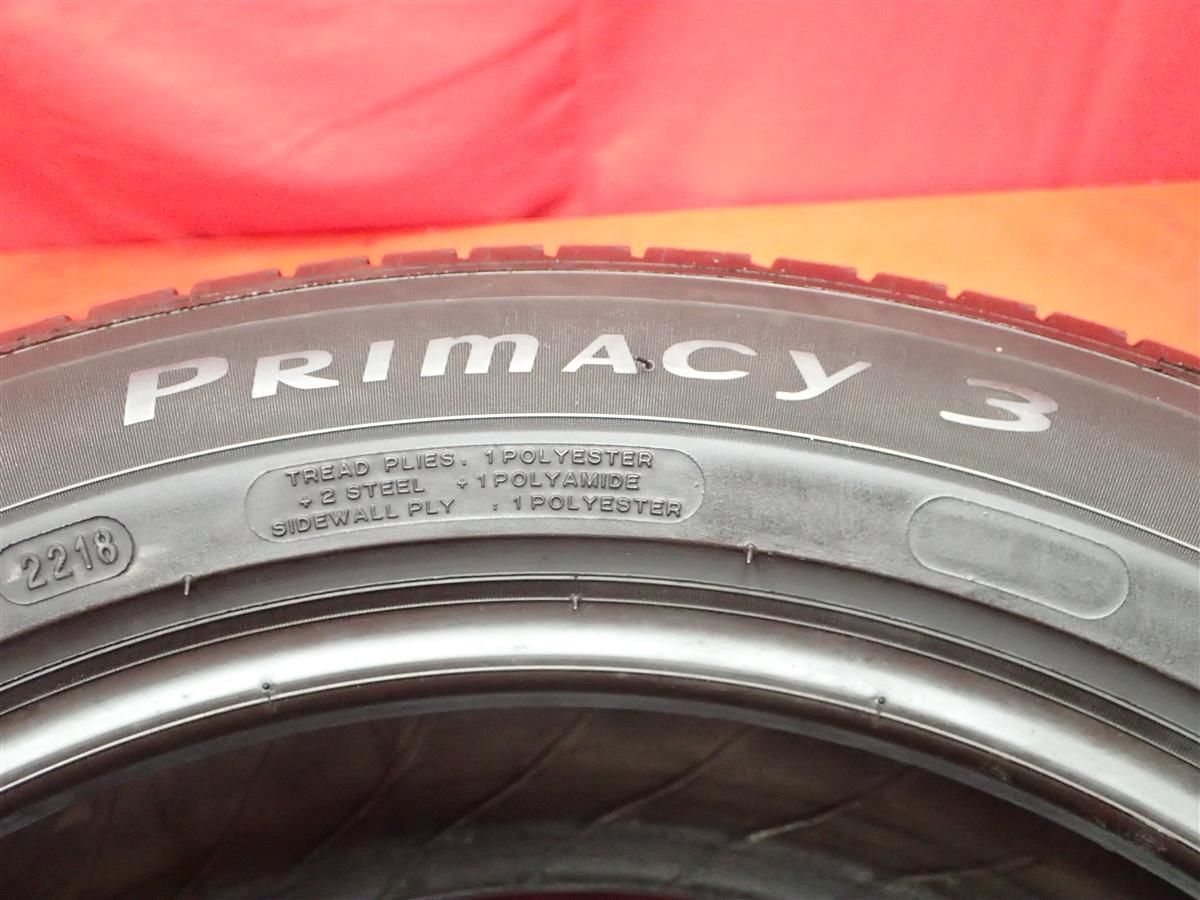 PRIMACY 3
TREAD PLIES : 1 POLYESTER
+ 2 STEEL + 1 POLYAMIDE
SIDEWALL PLY : 1 POLYESTER
2218